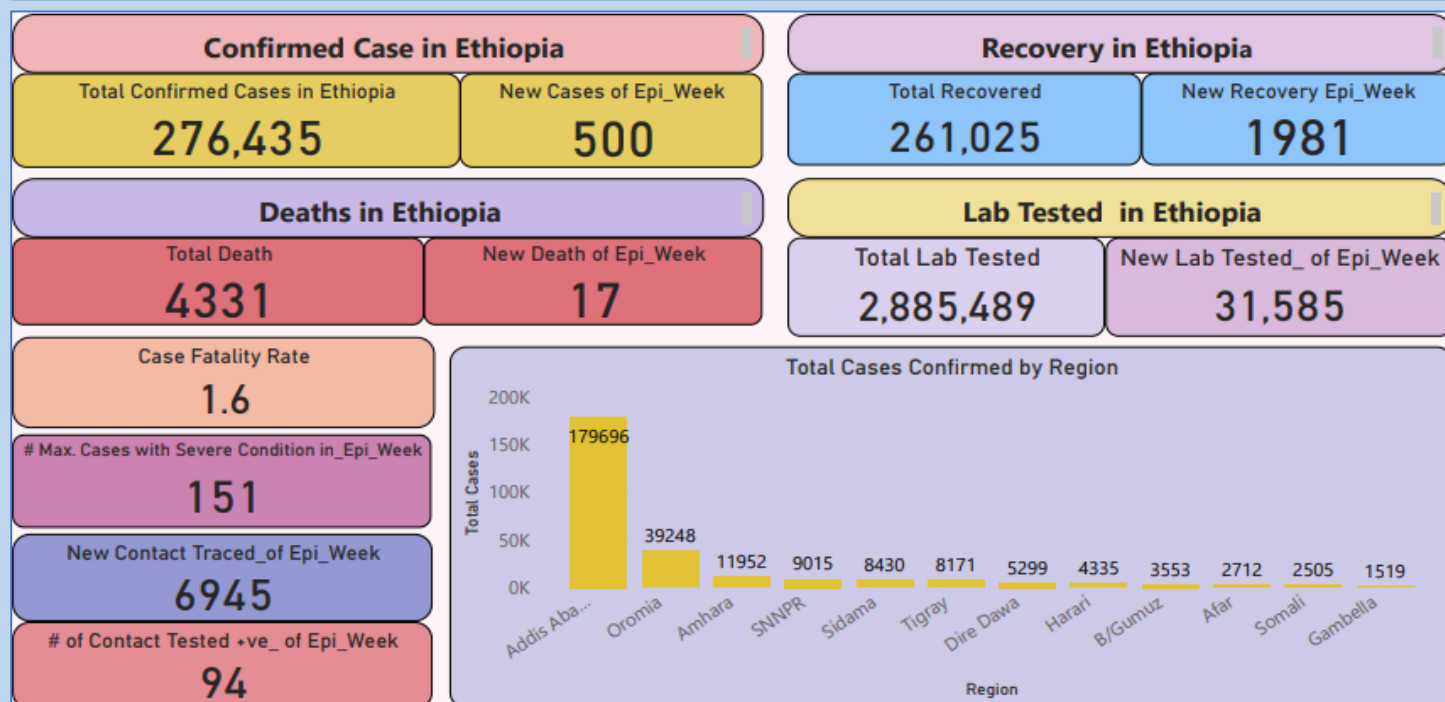 Confirmed Case in Ethiopia
Total Confirmed Cases in Ethiopia
276,435
New Cases of Epi_Week
500
Recovery in Ethiopia
Total Recovered
261,025
New Recovery Epi_Week
1981
Deaths in Ethiopia
Total Death
4331
New Death of Epi_Week
17
Lab Tested in Ethiopia
Total Lab Tested
2,885,489
New Lab Tested_ of Epi_Week
31,585
Case Fatality Rate
1.6
# Max. Cases with Severe Condition in_Epi_Week
151
New Contact Traced_of Epi_Week
6945
# of Contact Tested +ve_ of Epi_Week
94
Total Cases Confirmed by Region
Total Cases
200K
150K
100K
50K
0K
179696
39248
11952
9015
8430
8171
5299
4335
3553
2712
2505
1519
Addis Aba...
Oromia
Amhara
SNNPR
Sidama
Tigray
Dire Dawa
Harari
B/Gumuz
Afar
Somali
Gambella
Region